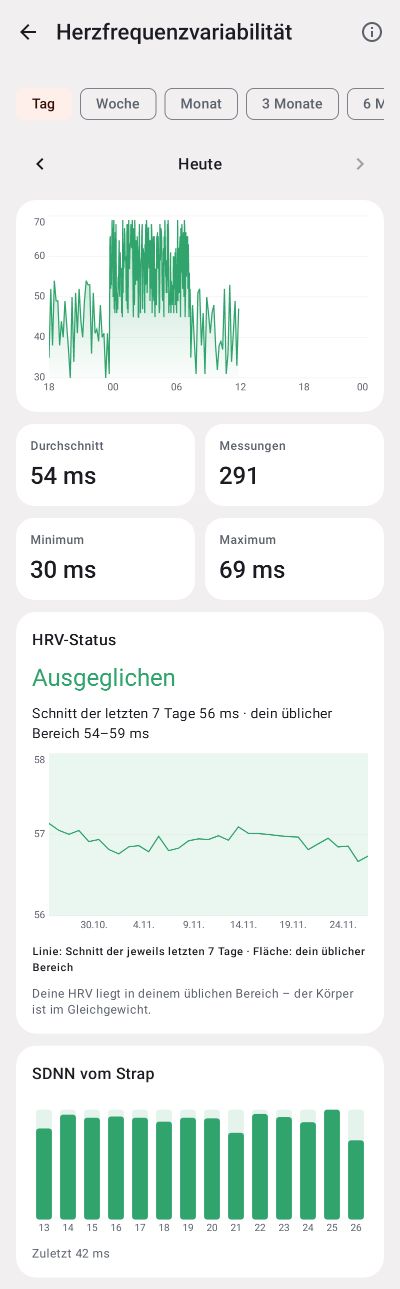 Herzfrequenzvariabilität
Tag Woche Monat 3 Monate 6 M
Heute
70
60
50
40
30
18 00 06 12 18 00
Durchschnitt
54 ms
Messungen
291
Minimum
30 ms
Maximum
69 ms
HRV-Status
Ausgeglichen
Schnitt der letzten 7 Tage 56 ms · dein üblicher
Bereich 54–59 ms
58
57
56
30.10. 4.11. 9.11. 14.11. 19.11. 24.11.
Linie: Schnitt der jeweils letzten 7 Tage · Fläche: dein üblicher
Bereich
Deine HRV liegt in deinem üblichen Bereich – der Körper
ist im Gleichgewicht.
SDNN vom Strap
13 14 15 16 17 18 19 20 21 22 23 24 25 26
Zuletzt 42 ms